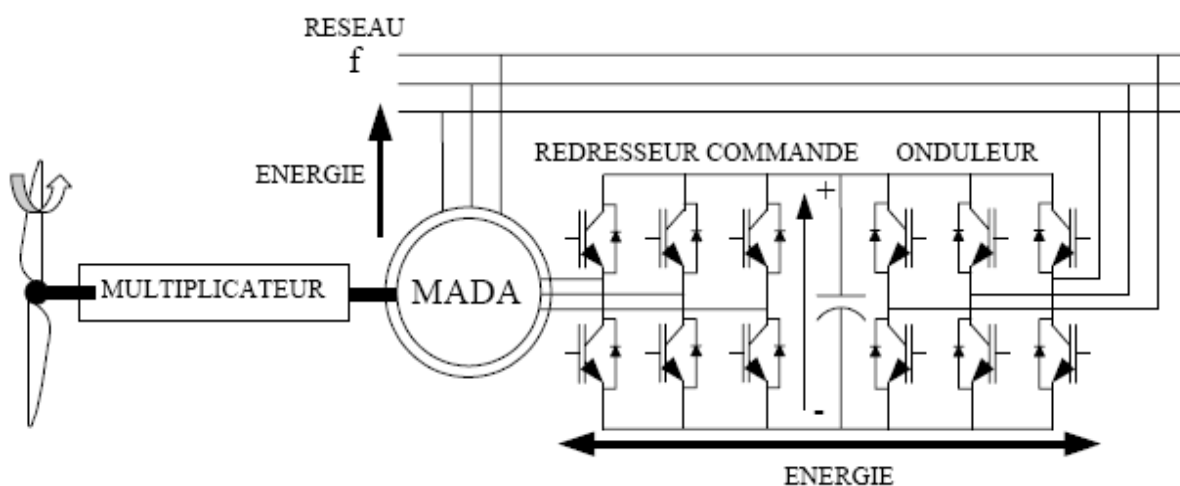 RESEAU
f
ENERGIE
REDRESSEUR COMMANDE
ONDULEUR
+
MULTIPLICATEUR
MADA
-
ENERGIE